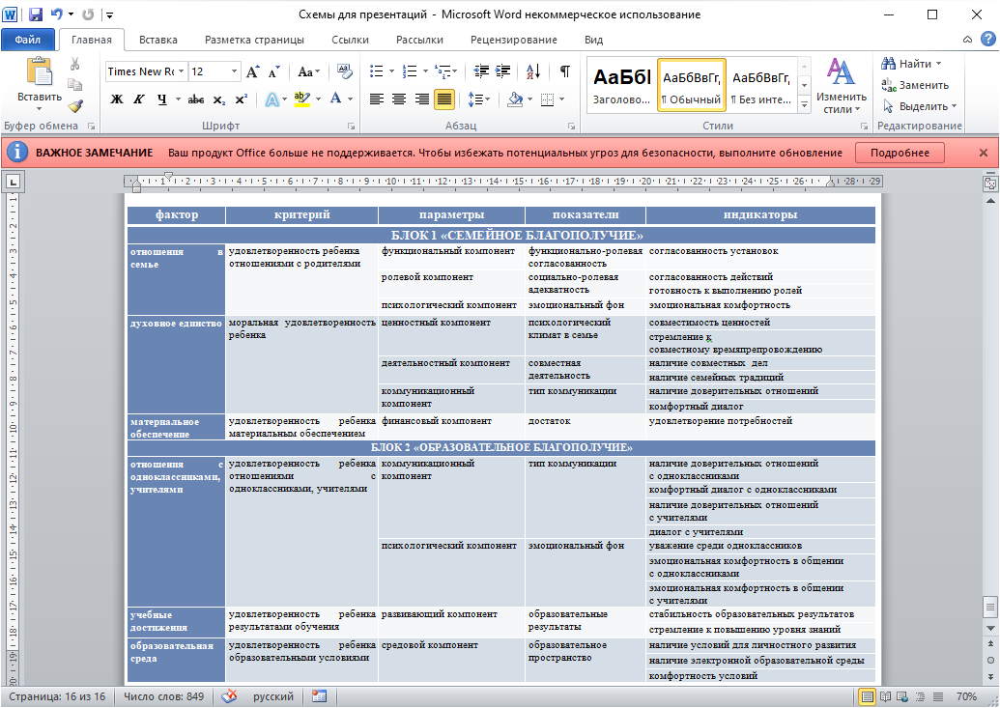 Схемы для презентаций - Microsoft Word некоммерческое использование
Файл Главная Вставка Разметка страницы Ссылки Рассылки Рецензирование Вид
Вставить
Times New Ro 12
Ж К Ч abc x₂ x²
АаБбІ АаБбВвГг, АаБбВвГг,
Заголово... ¶ Обычный ¶ Без инте...
Изменить стили
Найти
Заменить
Выделить
Буфер обмена Шрифт Абзац Стили Редактирование
ВАЖНОЕ ЗАМЕЧАНИЕ Ваш продукт Office больше не поддерживается. Чтобы избежать потенциальных угроз для безопасности, выполните обновление Подробнее
фактор критерий параметры показатели индикаторы
БЛОК 1 «СЕМЕЙНОЕ БЛАГОПОЛУЧИЕ»
отношения в семье
удовлетворенность ребенка
отношениями с родителями
функциональный компонент
функционально-ролевая
согласованность
согласованность установок
ролевой компонент
социально-ролевая
адекватность
согласованность действий
готовность к выполнению ролей
психологический компонент
эмоциональный фон
эмоциональная комфортность
духовное единство
моральная удовлетворенность
ребенка
ценностный компонент
психологический
климат в семье
совместимость ценностей
стремление к
совместному времяпрепровождению
деятельностный компонент
совместная
деятельность
наличие совместных дел
наличие семейных традиций
коммуникационный
компонент
тип коммуникации
наличие доверительных отношений
комфортный диалог
материальное
обеспечение
удовлетворенность ребенка
материальным обеспечением
финансовый компонент
достаток
удовлетворение потребностей
БЛОК 2 «ОБРАЗОВАТЕЛЬНОЕ БЛАГОПОЛУЧИЕ»
отношения с
одноклассниками,
учителями
удовлетворенность ребенка
отношениями с
одноклассниками, учителями
коммуникационный
компонент
тип коммуникации
наличие доверительных отношений
с одноклассниками
комфортный диалог с одноклассниками
наличие доверительных отношений
с учителями
диалог с учителями
психологический компонент
эмоциональный фон
уважение среди одноклассников
эмоциональная комфортность в общении
с одноклассниками
эмоциональная комфортность в общении
с учителями
учебные
достижения
удовлетворенность ребенка
результатами обучения
развивающий компонент
образовательные
результаты
стабильность образовательных результатов
стремление к повышению уровня знаний
образовательная
среда
удовлетворенность ребенка
образовательными условиями
средовой компонент
образовательное
пространство
наличие условий для личностного развития
наличие электронной образовательной среды
комфортность условий
Страница: 16 из 16 Число слов: 849 русский 70%